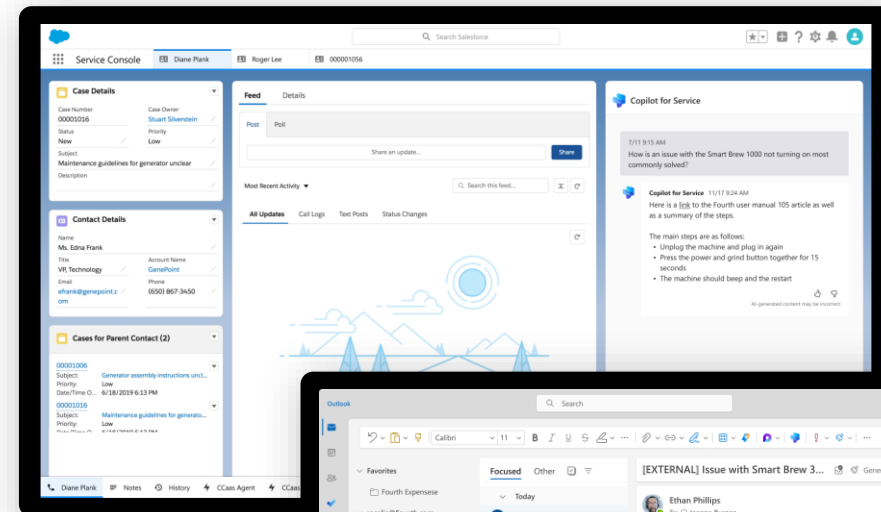 Search Salesforce
Service Console
Diane Plank
Roger Lee
000001056
Case Details
Case Number
Case Owner
00001016
Stuart Silverstein
Status
Priority
New
Low
Subject
Maintenance guidelines for generator unclear
Description
Contact Details
Name
Ms. Edna Frank
Title
Account Name
VP, Technology
GenePoint
Email
Phone
efrank@genepoint.c
om
(650) 867-3450
Cases for Parent Contact (2)
00001006
Subject: Generator assembly instructions uncl...
Priority: Low
Date/Time O... 6/18/2019 6:13 PM
00001016
Subject: Maintenance guidelines for generato...
Priority: Low
Diane Plank
Notes
History
CCaas Agent
CCaas
Feed
Details
Post
Poll
Share an update...
Share
Most Recent Activity
Search this feed...
All Updates
Call Logs
Text Posts
Status Changes
Copilot for Service
7/11 9:15 AM
How is an issue with the Smart Brew 1000 not turning on most
commonly solved?
Copilot for Service 11/17 9:24 AM
Here is a link to the Fourth user manual 105 article as well
as a summary of the steps.
The main steps are as follows:
• Unplug the machine and plug in again
• Press the power and grind button together for 15
seconds
• The machine should beep and the restart
AI-generated content may be incorrect
Outlook
Search
Calibri
11
B I U S
Favorites
Fourth Expensese
Focused
Other
Today
[EXTERNAL] Issue with Smart Brew 3...
Gene
Ethan Phillips